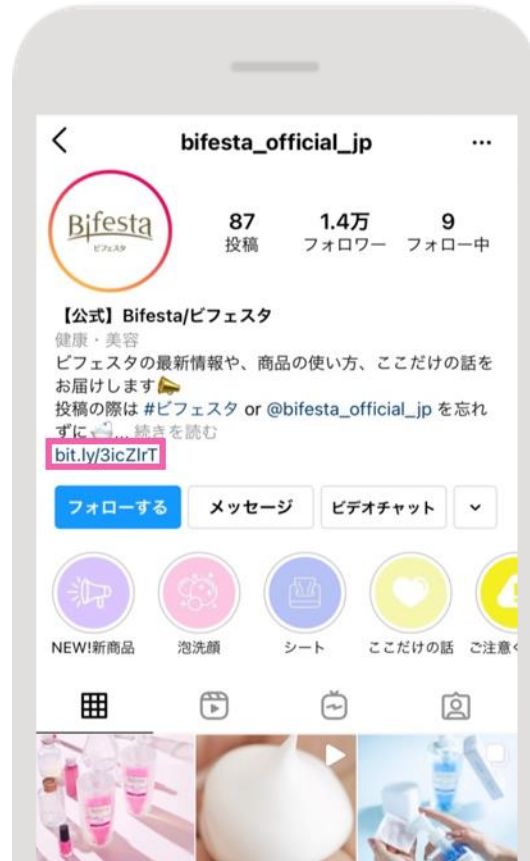 bifesta_official_jp
Bifesta
ビフェスタ
87
投稿
1.4万
フォロワー
9
フォロー中
【公式】Bifesta/ビフェスタ
健康・美容
ビフェスタの最新情報や、商品の使い方、ここだけの話を
お届けします
投稿の際は #ビフェスタ or @bifesta_official_jp を忘れ
ずに ... 続きを読む
bit.ly/3icZIrT
フォローする
メッセージ
ビデオチャット
NEW!新商品
泡洗顔
シート
ここだけの話
ご注意